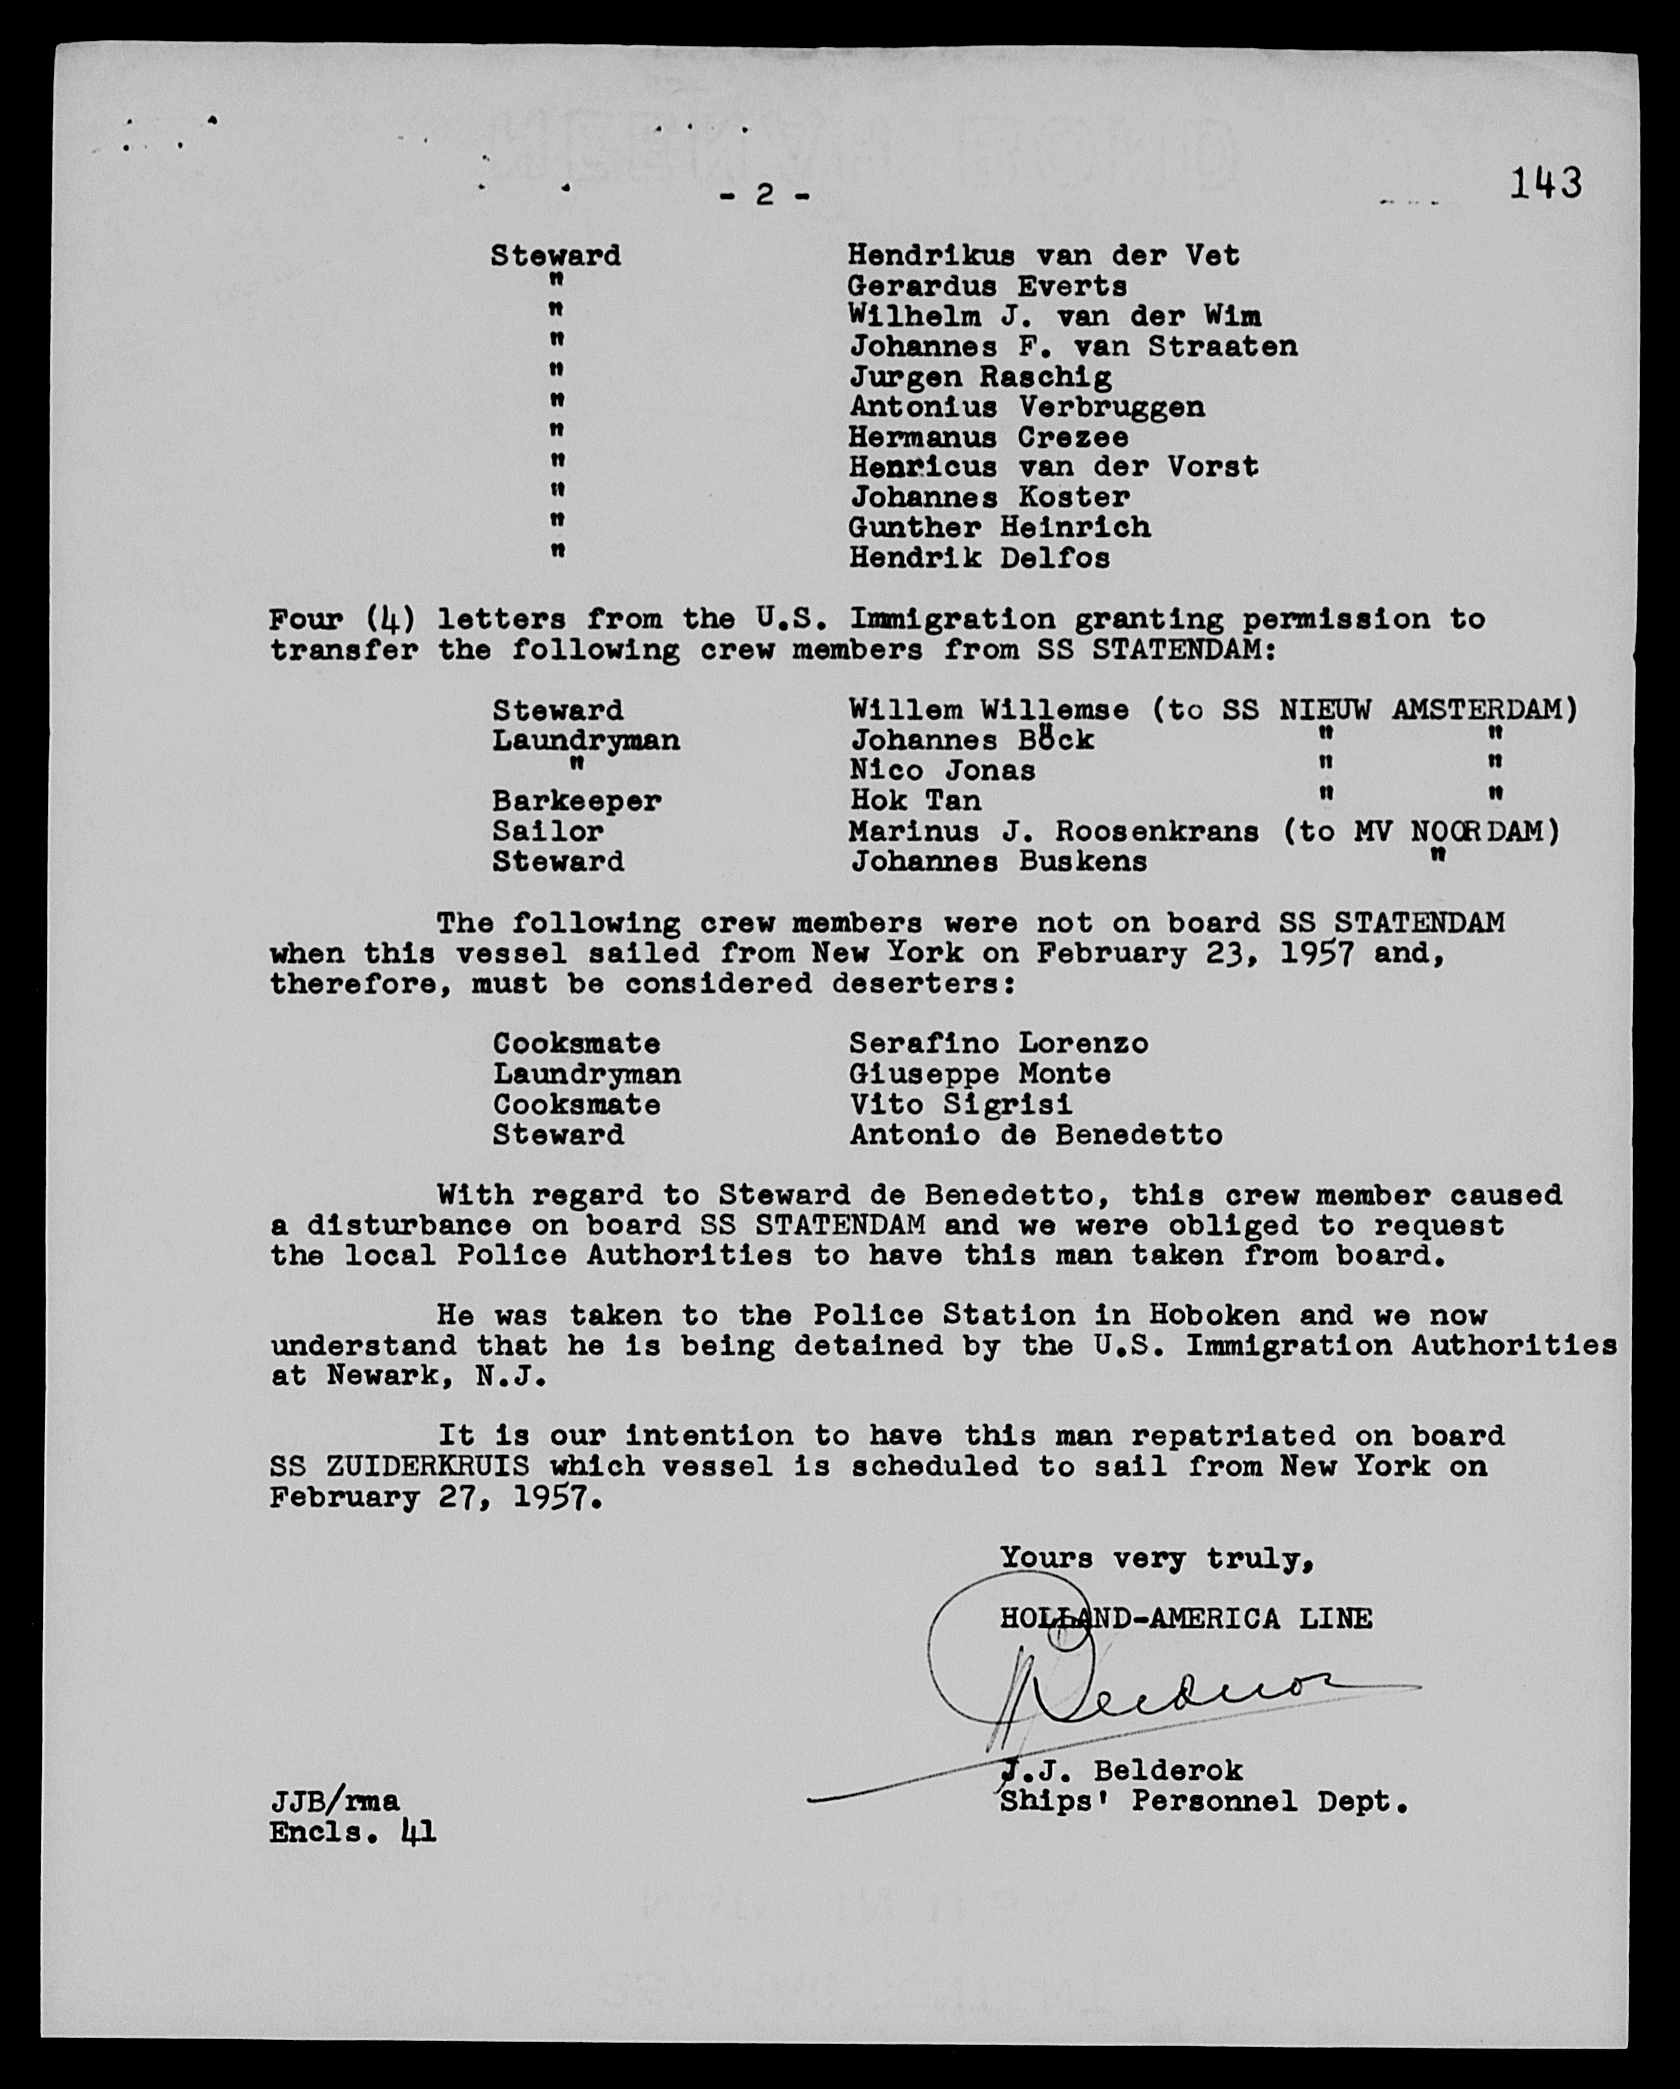 143
- 2 -
Steward Hendrikus van der Vet
" Gerardus Everts
" Wilhelm J. van der Wim
" Johannes F. van Straaten
" Jurgen Raschig
" Antonius Verbruggen
" Hermanus Crezee
" Henricus van der Vorst
" Johannes Koster
" Gunther Heinrich
" Hendrik Delfos
Four (4) letters from the U.S. Immigration granting permission to
transfer the following crew members from SS STATENDAM:
Steward Willem Willemse (to SS NIEUW AMSTERDAM)
Laundryman Johannes Böck " "
" Nico Jonas " "
Barkeeper Hok Tan " "
Sailor Marinus J. Roosenkrans (to MV NOORDAM)
Steward Johannes Buskens "
The following crew members were not on board SS STATENDAM
when this vessel sailed from New York on February 23, 1957 and,
therefore, must be considered deserters:
Cooksmate Serafino Lorenzo
Laundryman Giuseppe Monte
Cooksmate Vito Sigrisi
Steward Antonio de Benedetto
With regard to Steward de Benedetto, this crew member caused
a disturbance on board SS STATENDAM and we were obliged to request
the local Police Authorities to have this man taken from board.
He was taken to the Police Station in Hoboken and we now
understand that he is being detained by the U.S. Immigration Authorities
at Newark, N.J.
It is our intention to have this man repatriated on board
SS ZUIDERKRUIS which vessel is scheduled to sail from New York on
February 27, 1957.
Yours very truly,
HOLLAND-AMERICA LINE
J.J. Belderok
Ships' Personnel Dept.
JJB/rma
Encls. 41